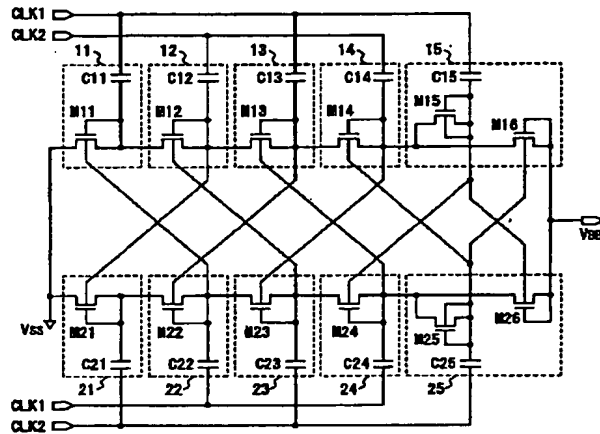 CLK1
CLK2
11 12 13 14 15
C11 C12 C13 C14 C15
M11 M12 M13 M14 M15 M16
VBB
VSS
M21 M22 M23 M24 M25 M26
C21 C22 C23 C24 C25
21 22 23 24 25
CLK1
CLK2